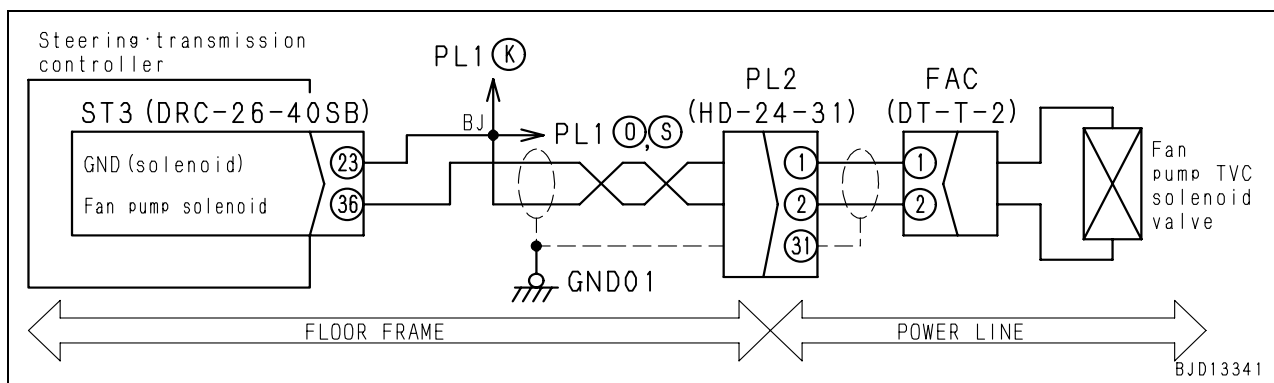 Steering·transmission
controller
ST3 (DRC-26-40SB)
GND (solenoid)
Fan pump solenoid
23
36
PL1 K
BJ
PL1 O,S
GND01
PL2
(HD-24-31)
1
2
31
FAC
(DT-T-2)
1
2
Fan
pump TVC
solenoid
valve
FLOOR FRAME
POWER LINE
BJD13341